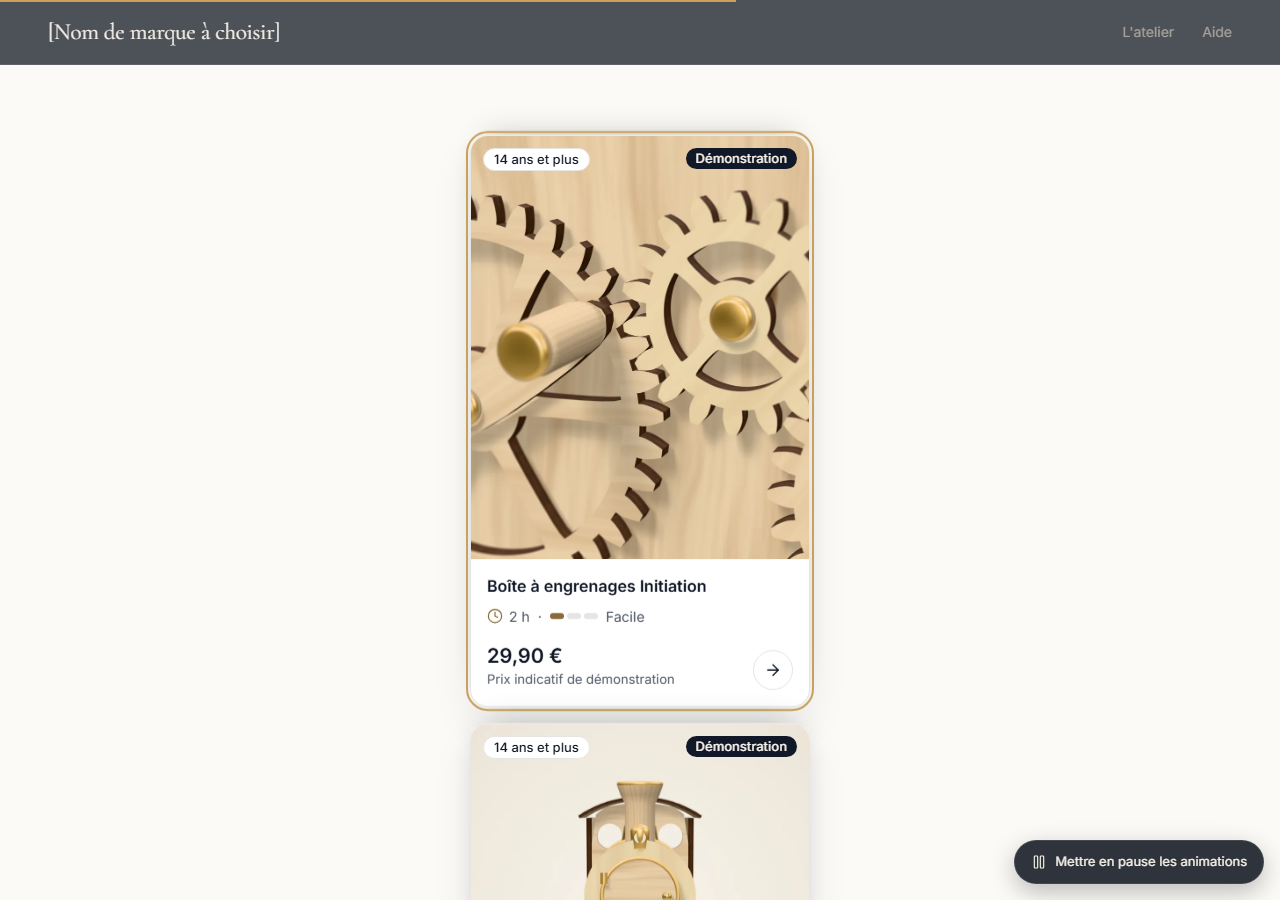 [Nom de marque à choisir]
L'atelier
Aide
14 ans et plus
Démonstration
Boîte à engrenages Initiation
2 h · Facile
29,90 €
Prix indicatif de démonstration
14 ans et plus
Démonstration
Mettre en pause les animations